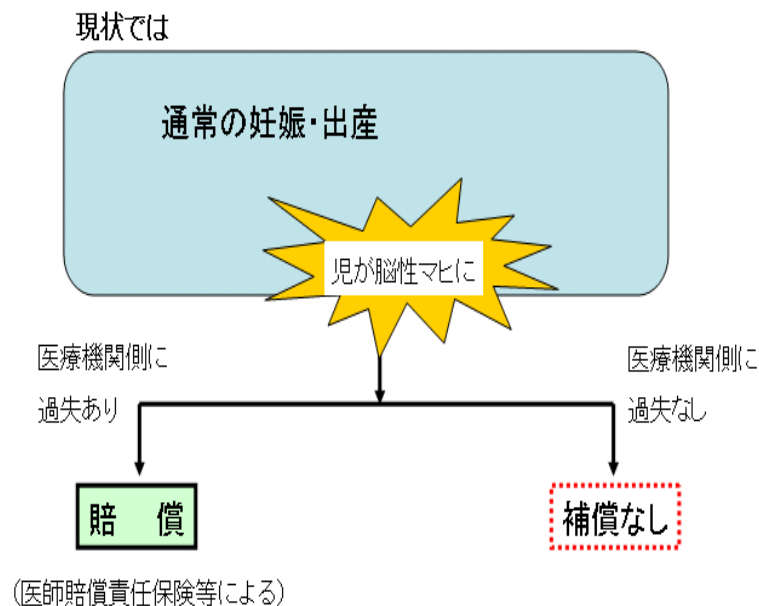 現状では
通常の妊娠・出産
児が脳性マヒに
医療機関側に
過失あり
医療機関側に
過失なし
賠　償
補償なし
（医師賠償責任保険等による）